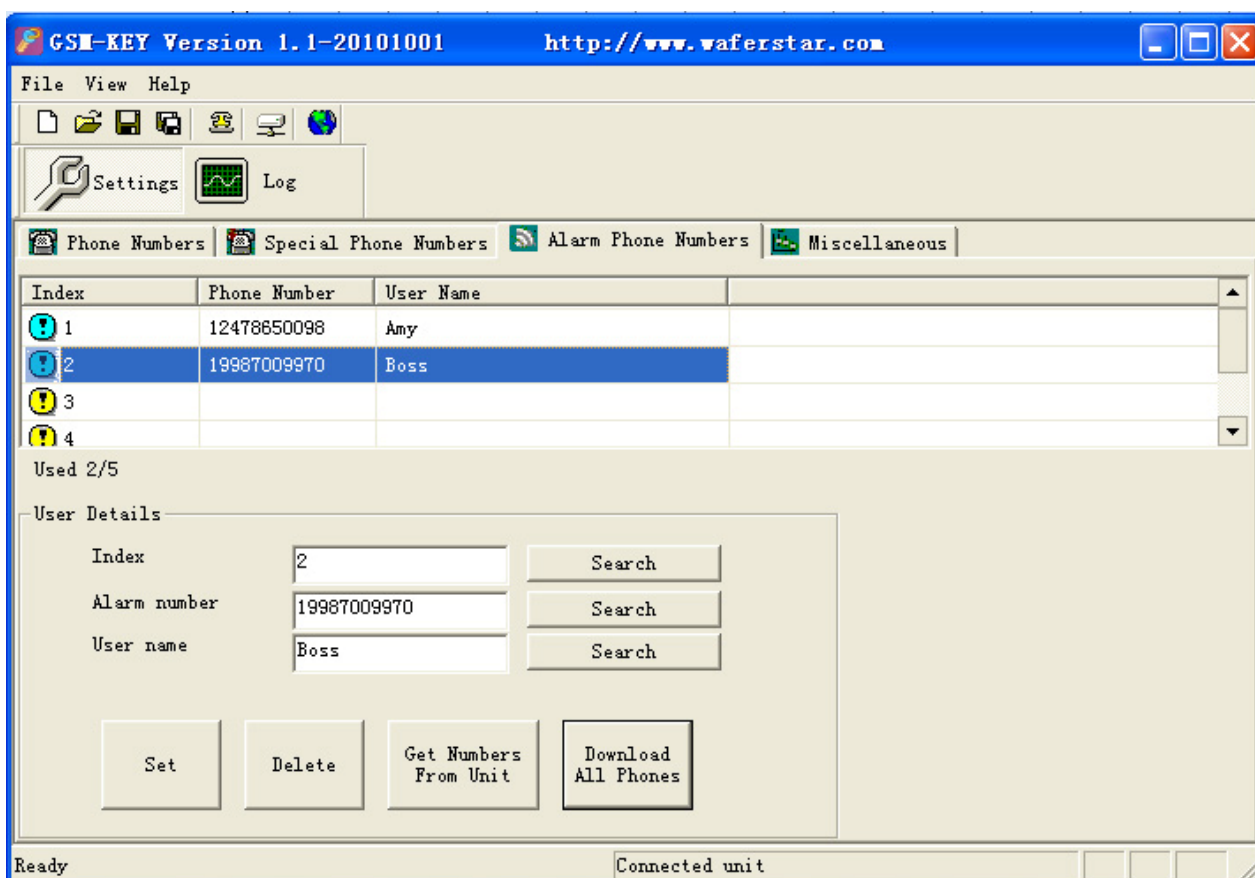 GSM-KEY Version 1.1-20101001 http://www.waferstar.com
File View Help
Settings Log
Phone Numbers Special Phone Numbers Alarm Phone Numbers Miscellaneous
Index Phone Number User Name
1 12478650098 Amy
2 19987009970 Boss
3
4
Used 2/5
User Details
Index 2 Search
Alarm number 19987009970 Search
User name Boss Search
Set Delete Get Numbers From Unit Download All Phones
Ready Connected unit